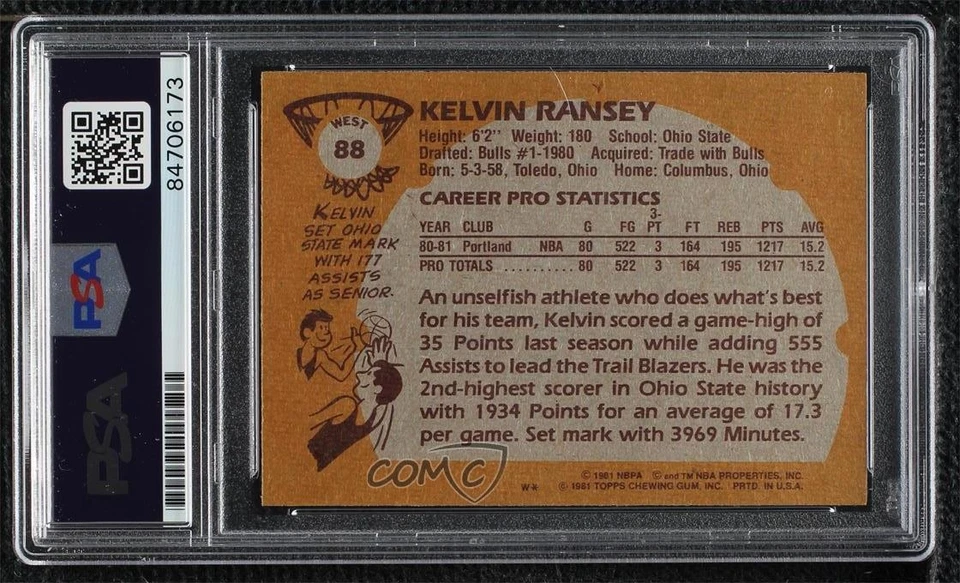 84706173
PSA
PSA
WEST
88
KELVIN
SET OHIO
STATE MARK
WITH 177
ASSISTS
AS SENIOR.
KELVIN RANSEY
Height: 6'2" Weight: 180 School: Ohio State
Drafted: Bulls #1-1980 Acquired: Trade with Bulls
Born: 5-3-58, Toledo, Ohio Home: Columbus, Ohio
CAREER PRO STATISTICS
YEAR CLUB G FG 3-PT FT REB PTS AVG
80-81 Portland NBA 80 522 3 164 195 1217 15.2
PRO TOTALS .......... 80 522 3 164 195 1217 15.2
An unselfish athlete who does what's best
for his team, Kelvin scored a game-high of
35 Points last season while adding 555
Assists to lead the Trail Blazers. He was the
2nd-highest scorer in Ohio State history
with 1934 Points for an average of 17.3
per game. Set mark with 3969 Minutes.
COMC
© 1981 NBPA © and TM NBA PROPERTIES, INC.
W★ © 1981 TOPPS CHEWING GUM, INC. PRTD. IN U.S.A.